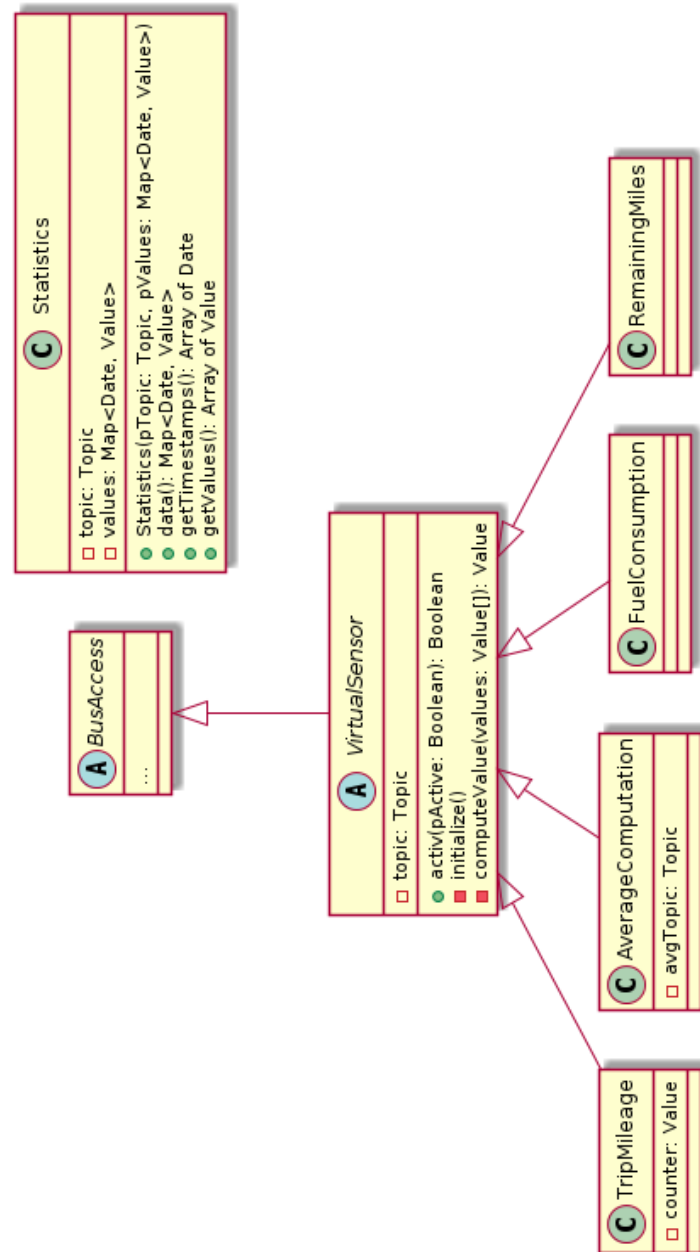 C Statistics
topic: Topic
values: Map<Date, Value>
Statistics(pTopic: Topic, pValues: Map<Date, Value>)
data(): Map<Date, Value>
getTimestamps(): Array of Date
getValues(): Array of Value
A BusAccess
...
A VirtualSensor
topic: Topic
activ(pActive: Boolean): Boolean
initialize()
computeValue(values: Value[]): Value
C TripMileage
counter: Value
C AverageComputation
avgTopic: Topic
C FuelConsumption
C RemainingMiles